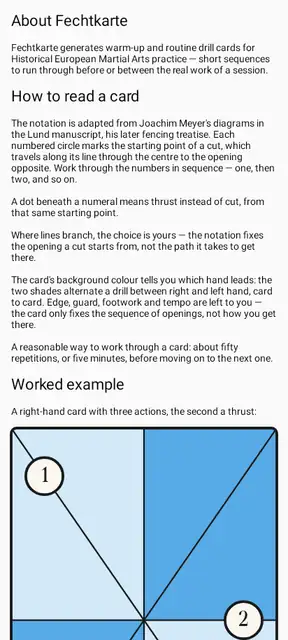 About Fechtkarte
Fechtkarte generates warm-up and routine drill cards for
Historical European Martial Arts practice — short sequences
to run through before or between the real work of a session.
How to read a card
The notation is adapted from Joachim Meyer's diagrams in
the Lund manuscript, his later fencing treatise. Each
numbered circle marks the starting point of a cut, which
travels along its line through the centre to the opening
opposite. Work through the numbers in sequence — one, then
two, and so on.
A dot beneath a numeral means thrust instead of cut, from
that same starting point.
Where lines branch, the choice is yours — the notation fixes
the opening a cut starts from, not the path it takes to get
there.
The card's background colour tells you which hand leads: the
two shades alternate a drill between right and left hand, card
to card. Edge, guard, footwork and tempo are left to you —
the card only fixes the sequence of openings, not how you get
there.
A reasonable way to work through a card: about fifty
repetitions, or five minutes, before moving on to the next one.
Worked example
A right-hand card with three actions, the second a thrust:
1
2